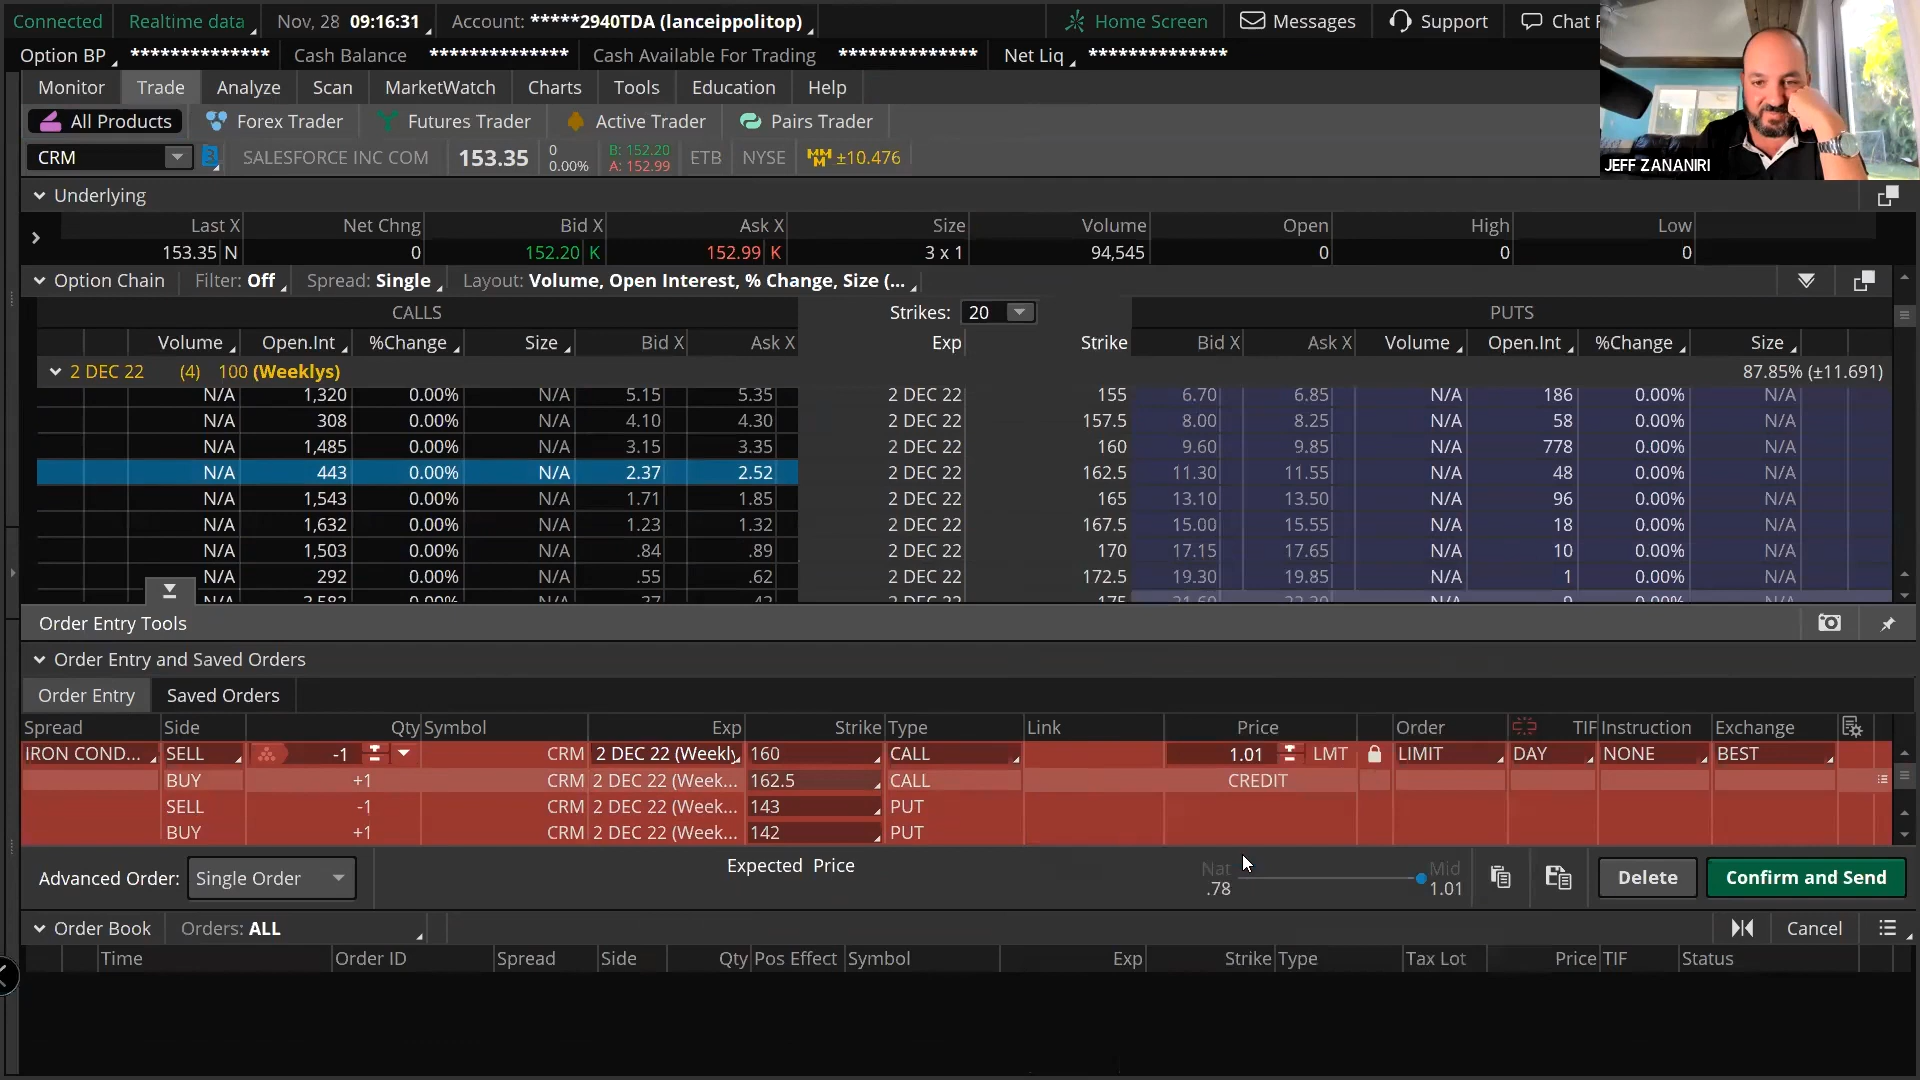 Connected Realtime data Nov, 28 09:16:31 Account: *****2940TDA (lanceippolitop) Home Screen Messages Support Chat
Option BP ************** Cash Balance ************** Cash Available For Trading ************** Net Liq **************
Monitor Trade Analyze Scan MarketWatch Charts Tools Education Help
All Products Forex Trader Futures Trader Active Trader Pairs Trader
JEFF ZANANIRI
CRM 3 SALESFORCE INC COM 153.35 0 0.00% B: 152.20 A: 152.99 ETB NYSE MMM ±10.476
Underlying
Last X Net Chng Bid X Ask X Size Volume Open High Low
153.35 N 0 152.20 K 152.99 K 3 x 1 94,545 0 0 0
Option Chain Filter: Off Spread: Single Layout: Volume, Open Interest, % Change, Size (...
CALLS Strikes: 20 PUTS
Volume Open.Int %Change Size Bid X Ask X Exp Strike Bid X Ask X Volume Open.Int %Change Size
2 DEC 22 (4) 100 (Weeklys) 87.85% (±11.691)
N/A 1,320 0.00% N/A 5.15 5.35 2 DEC 22 155 6.70 6.85 N/A 186 0.00% N/A
N/A 308 0.00% N/A 4.10 4.30 2 DEC 22 157.5 8.00 8.25 N/A 58 0.00% N/A
N/A 1,485 0.00% N/A 3.15 3.35 2 DEC 22 160 9.60 9.85 N/A 778 0.00% N/A
N/A 443 0.00% N/A 2.37 2.52 2 DEC 22 162.5 11.30 11.55 N/A 48 0.00% N/A
N/A 1,543 0.00% N/A 1.71 1.85 2 DEC 22 165 13.10 13.50 N/A 96 0.00% N/A
N/A 1,632 0.00% N/A 1.23 1.32 2 DEC 22 167.5 15.00 15.55 N/A 18 0.00% N/A
N/A 1,503 0.00% N/A .84 .89 2 DEC 22 170 17.15 17.65 N/A 10 0.00% N/A
N/A 292 0.00% N/A .55 .62 2 DEC 22 172.5 19.30 19.85 N/A 1 0.00% N/A
Order Entry Tools
Order Entry and Saved Orders
Order Entry Saved Orders
Spread Side Qty Symbol Exp Strike Type Link Price Order TIF Instruction Exchange
IRON COND... SELL -1 CRM 2 DEC 22 (Weekly 160 CALL 1.01 LMT LIMIT DAY NONE BEST
BUY +1 CRM 2 DEC 22 (Week... 162.5 CALL CREDIT
SELL -1 CRM 2 DEC 22 (Week... 143 PUT
BUY +1 CRM 2 DEC 22 (Week... 142 PUT
Advanced Order: Single Order Expected Price Nat .78 Mid 1.01 Delete Confirm and Send
Order Book Orders: ALL Cancel
Time Order ID Spread Side Qty Pos Effect Symbol Exp Strike Type Tax Lot Price TIF Status